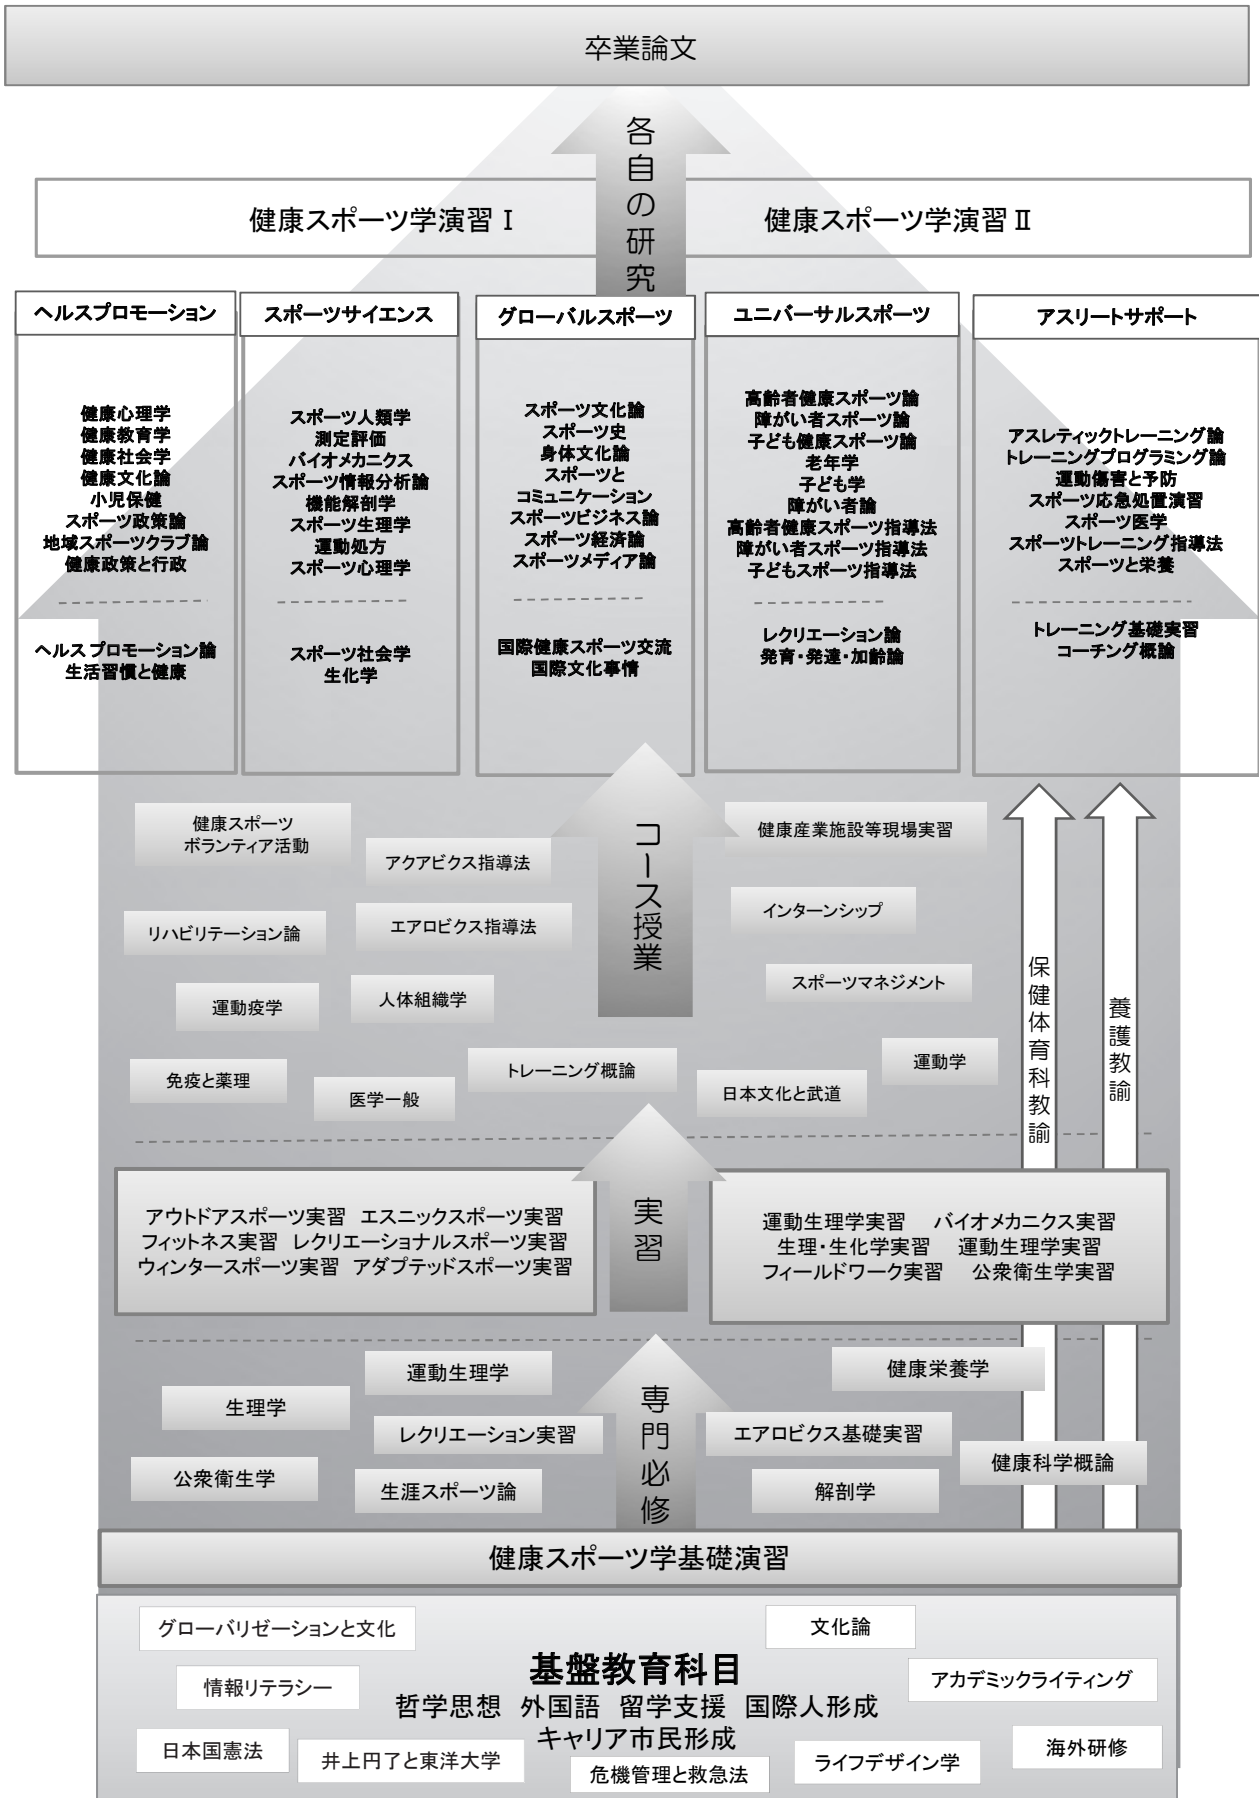 卒業論文
各自の研究
健康スポーツ学演習Ⅰ
健康スポーツ学演習Ⅱ
ヘルスプロモーション
健康心理学
健康教育学
健康社会学
健康文化論
小児保健
スポーツ政策論
地域スポーツクラブ論
健康政策と行政
ヘルスプロモーション論
生活習慣と健康
スポーツサイエンス
スポーツ人類学
測定評価
バイオメカニクス
スポーツ情報分析論
機能解剖学
スポーツ生理学
運動処方
スポーツ心理学
スポーツ社会学
生化学
グローバルスポーツ
スポーツ文化論
スポーツ史
身体文化論
スポーツと
コミュニケーション
スポーツビジネス論
スポーツ経済論
スポーツメディア論
国際健康スポーツ交流
国際文化事情
ユニバーサルスポーツ
高齢者健康スポーツ論
障がい者スポーツ論
子ども健康スポーツ論
老年学
子ども学
障がい者論
高齢者健康スポーツ指導法
障がい者スポーツ指導法
子どもスポーツ指導法
レクリエーション論
発育・発達・加齢論
アスリートサポート
アスレティックトレーニング論
トレーニングプログラミング論
運動傷害と予防
スポーツ応急処置演習
スポーツ医学
スポーツトレーニング指導法
スポーツと栄養
トレーニング基礎実習
コーチング概論
コース授業
健康スポーツ
ボランティア活動
アクアビクス指導法
健康産業施設等現場実習
リハビリテーション論
エアロビクス指導法
インターンシップ
運動疫学
人体組織学
スポーツマネジメント
免疫と薬理
医学一般
トレーニング概論
日本文化と武道
運動学
保健体育科教諭
養護教諭
実習
アウトドアスポーツ実習 エスニックスポーツ実習
フィットネス実習 レクリエーショナルスポーツ実習
ウィンタースポーツ実習 アダプテッドスポーツ実習
運動生理学実習 バイオメカニクス実習
生理・生化学実習 運動生理学実習
フィールドワーク実習 公衆衛生学実習
専門必修
運動生理学
健康栄養学
生理学
レクリエーション実習
エアロビクス基礎実習
公衆衛生学
生涯スポーツ論
解剖学
健康科学概論
健康スポーツ学基礎演習
グローバリゼーションと文化
文化論
基盤教育科目
情報リテラシー
アカデミックライティング
哲学思想 外国語 留学支援 国際人形成
キャリア市民形成
日本国憲法
井上円了と東洋大学
危機管理と救急法
ライフデザイン学
海外研修